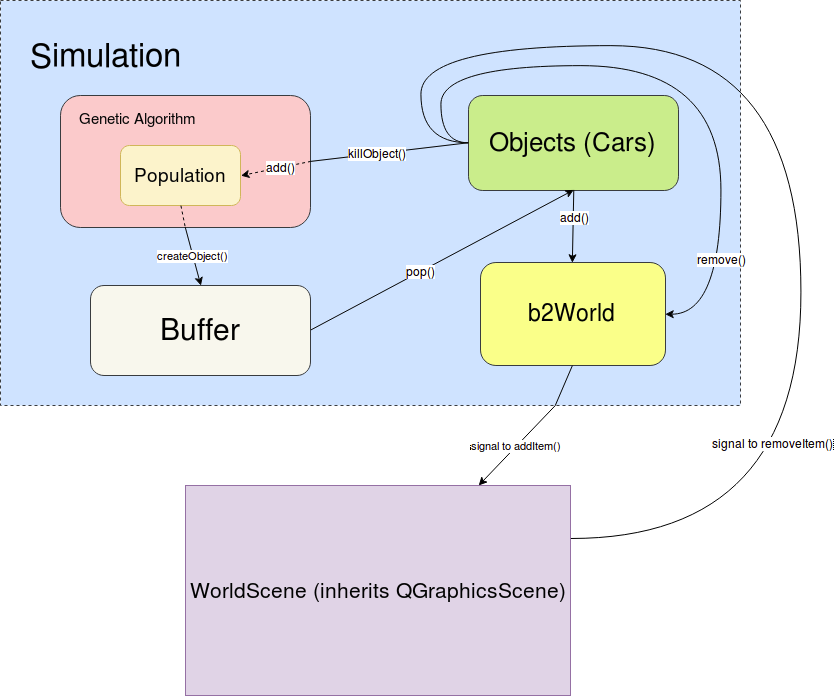 Simulation
Genetic Algorithm
Population
add()
killObject()
Objects (Cars)
add()
createObject()
remove()
pop()
Buffer
b2World
signal to addItem()
signal to removeItem()
WorldScene (inherits QGraphicsScene)